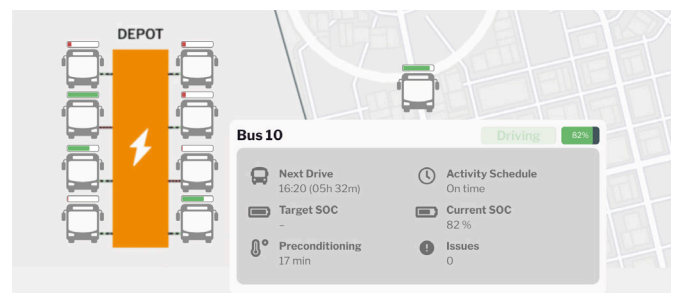 DEPOT
Bus 10
Driving
82%
Next Drive
16:20 (05h 32m)
Activity Schedule
On time
Target SOC
–
Current SOC
82 %
Preconditioning
17 min
Issues
0